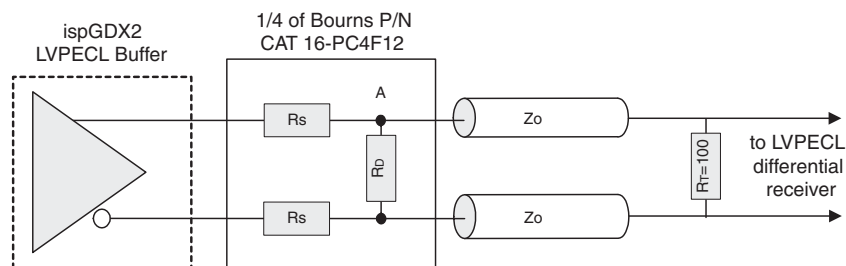 ispGDX2
LVPECL Buffer
1/4 of Bourns P/N
CAT 16-PC4F12
A
Rs
RD
Rs
Zo
Zo
RT=100
to LVPECL
differential
receiver